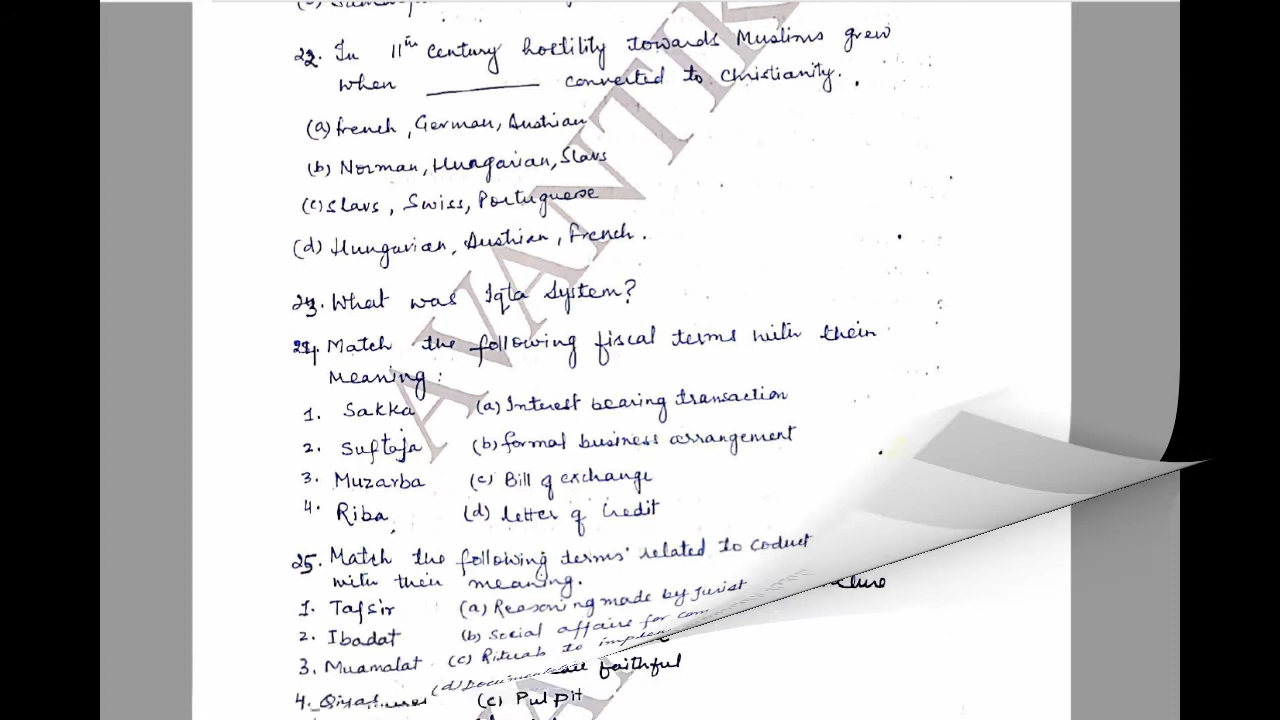 22. In 11th century hostility towards Muslims grew
when ________ converted to Christianity.
(a) French, German, Austrian
(b) Norman, Hungarian, Slavs
(c) Slavs, Swiss, Portuguese
(d) Hungarian, Austrian, French.
23. What was Iqta System?
24. Match the following fiscal terms with their
meaning:
1. Sakka (a) Interest bearing transaction
2. Suftaja (b) formal business arrangement
3. Muzarba (c) Bill of exchange
4. Riba (d) letter of Credit
25. Match the following terms related to coduct
with their meaning.
1. Tafsir (a) Reasoning made by Jurist
2. Ibadat (b) Social affairs for
3. Muamalat (c) Rituals to
faithful
4. (e) Pulpit
AVANTIK